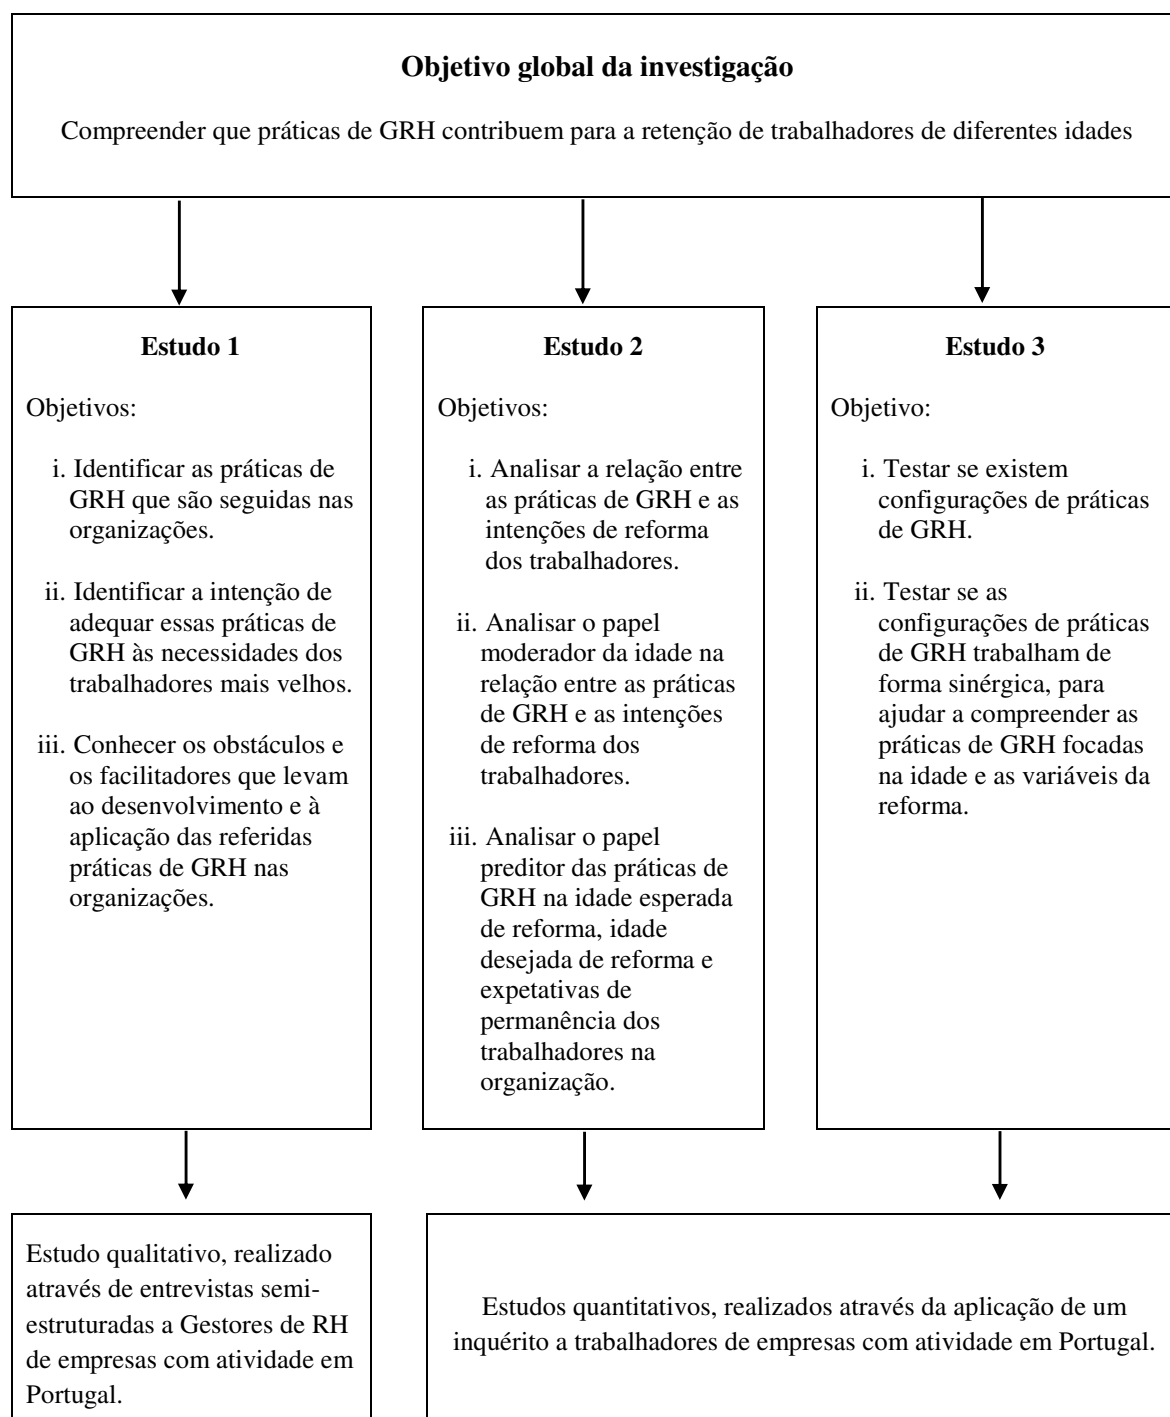 Objetivo global da investigação
Compreender que práticas de GRH contribuem para a retenção de trabalhadores de diferentes idades
Estudo 1
Objetivos:
i. Identificar as práticas de
GRH que são seguidas nas
organizações.
ii. Identificar a intenção de
adequar essas práticas de
GRH às necessidades dos
trabalhadores mais velhos.
iii. Conhecer os obstáculos e
os facilitadores que levam
ao desenvolvimento e à
aplicação das referidas
práticas de GRH nas
organizações.
Estudo 2
Objetivos:
i. Analisar a relação entre
as práticas de GRH e as
intenções de reforma
dos trabalhadores.
ii. Analisar o papel
moderador da idade na
relação entre as práticas
de GRH e as intenções
de reforma dos
trabalhadores.
iii. Analisar o papel
preditor das práticas de
GRH na idade esperada
de reforma, idade
desejada de reforma e
expetativas de
permanência dos
trabalhadores na
organização.
Estudo 3
Objetivo:
i. Testar se existem
configurações de práticas
de GRH.
ii. Testar se as
configurações de práticas
de GRH trabalham de
forma sinérgica, para
ajudar a compreender as
práticas de GRH focadas
na idade e as variáveis da
reforma.
Estudo qualitativo, realizado
através de entrevistas semi-
estruturadas a Gestores de RH
de empresas com atividade em
Portugal.
Estudos quantitativos, realizados através da aplicação de um
inquérito a trabalhadores de empresas com atividade em Portugal.